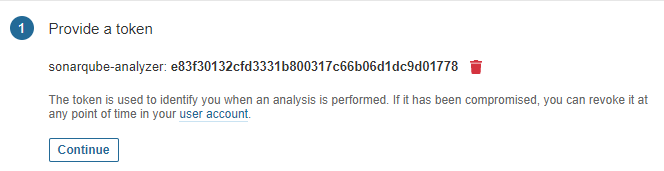 1 Provide a token
sonarqube-analyzer: e83f30132cfd3331b800317c66b06d1dc9d01778
The token is used to identify you when an analysis is performed. If it has been compromised, you can revoke it at
any point of time in your user account.
Continue